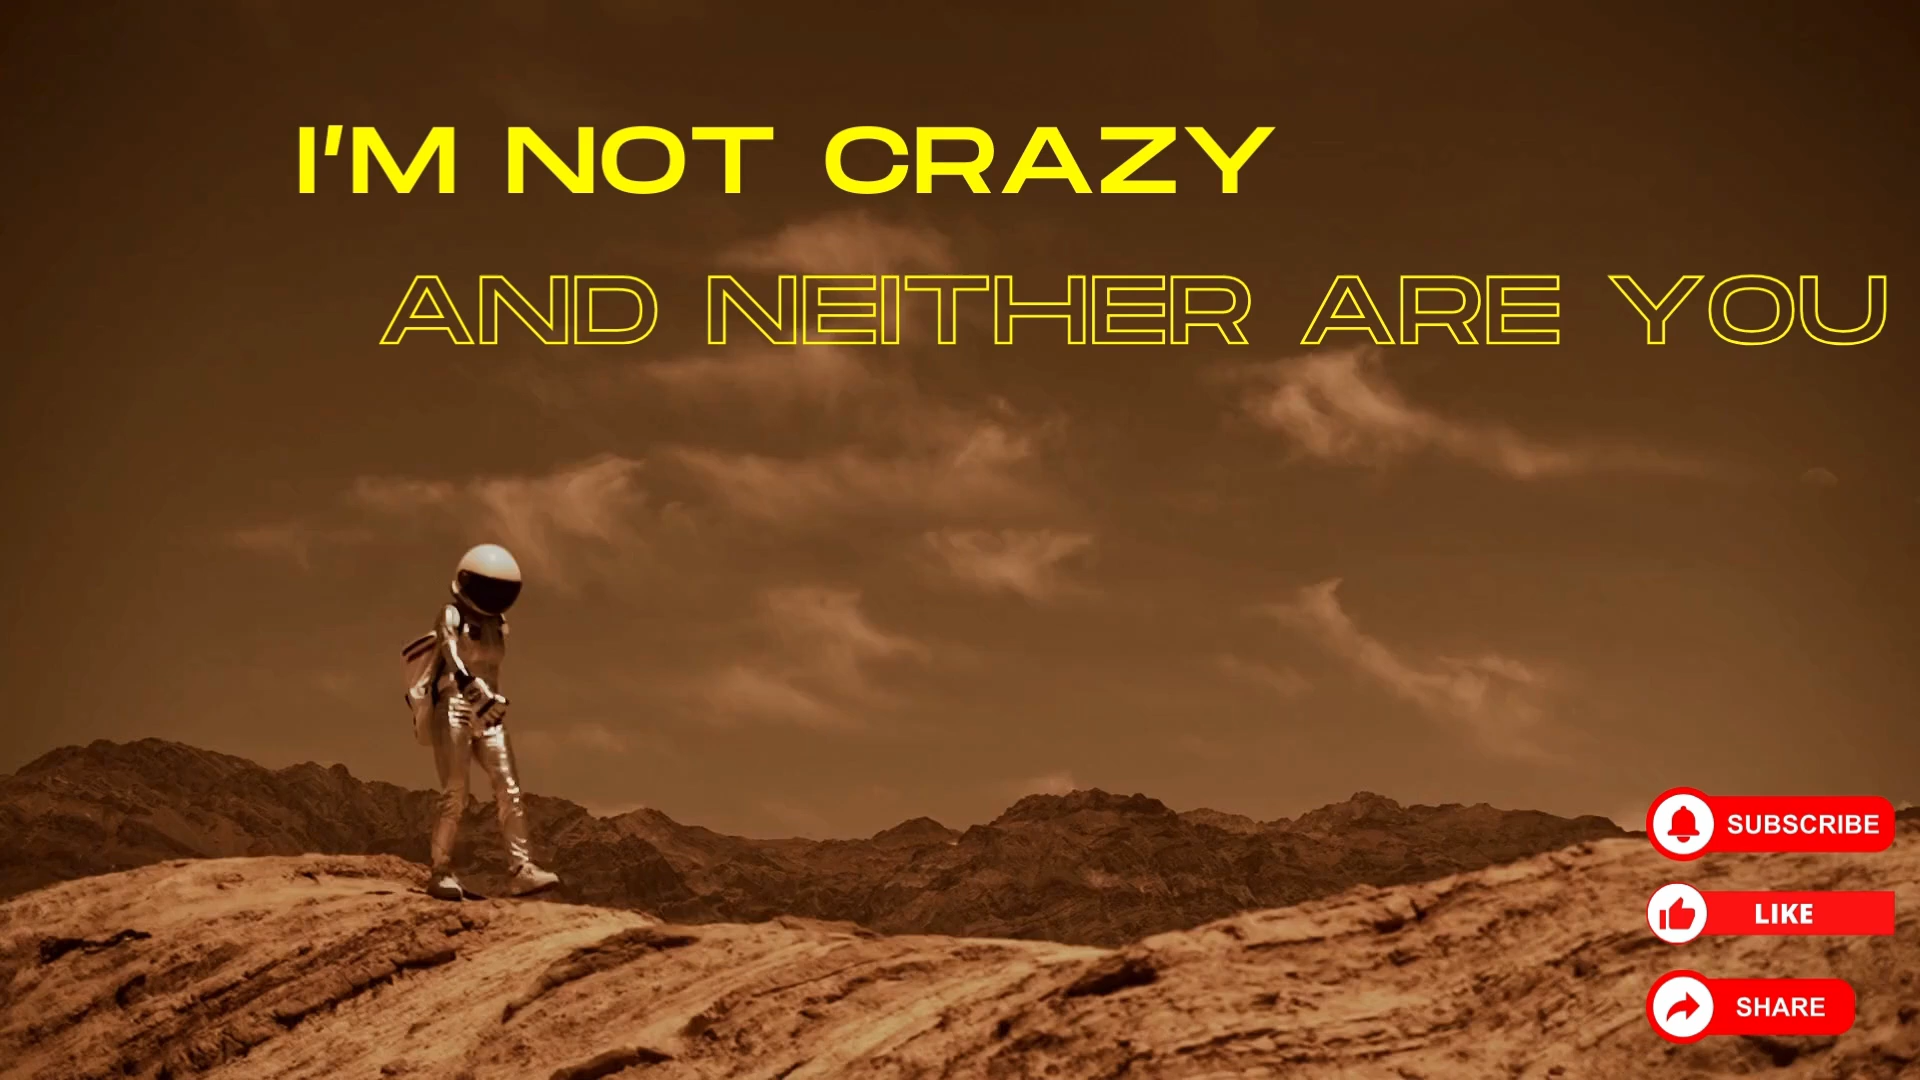 I'M NOT CRAZY
AND NEITHER ARE YOU
SUBSCRIBE
LIKE
SHARE